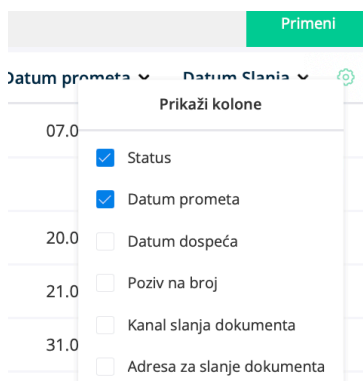 Primeni
Datum prometa Datum Slanja
Prikaži kolone
07.0
Status
Datum prometa
20.0
Datum dospeća
21.0
Poziv na broj
Kanal slanja dokumenta
31.0
Adresa za slanje dokumenta